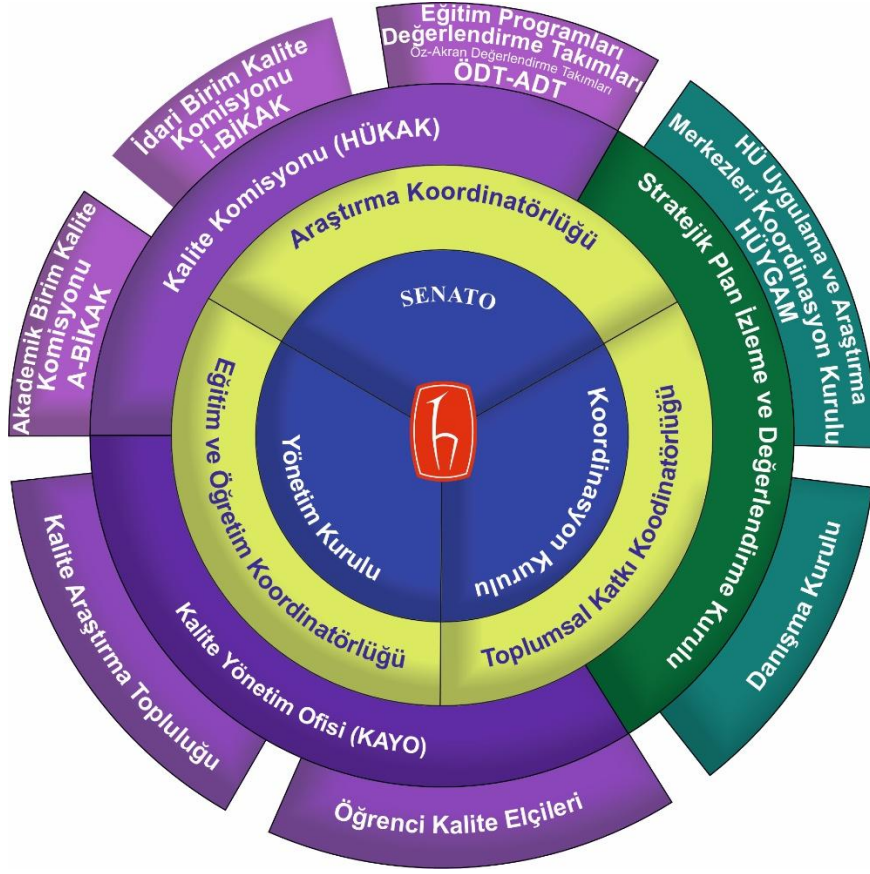 Eğitim Programları
Değerlendirme Takımları
Öz-Akran Değerlendirme Takımları
ÖDT-ADT
İdari Birim Kalite
Komisyonu
İ-BİKAK
Akademik Birim Kalite
Komisyonu
A-BİKAK
HÜ Uygulama ve Araştırma
Merkezleri Koordinasyon Kurulu
HÜYGAM
Kalite Komisyonu (HÜKAK)
Stratejik Plan İzleme ve Değerlendirme Kurulu
Araştırma Koordinatörlüğü
SENATO
Eğitim ve Öğretim Koordinatörlüğü
Yönetim Kurulu
Koordinasyon Kurulu
Toplumsal Katkı Koodinatörlüğü
Kalite Yönetim Ofisi (KAYO)
Kalite Araştırma Topluluğu
Danışma Kurulu
Öğrenci Kalite Elçileri